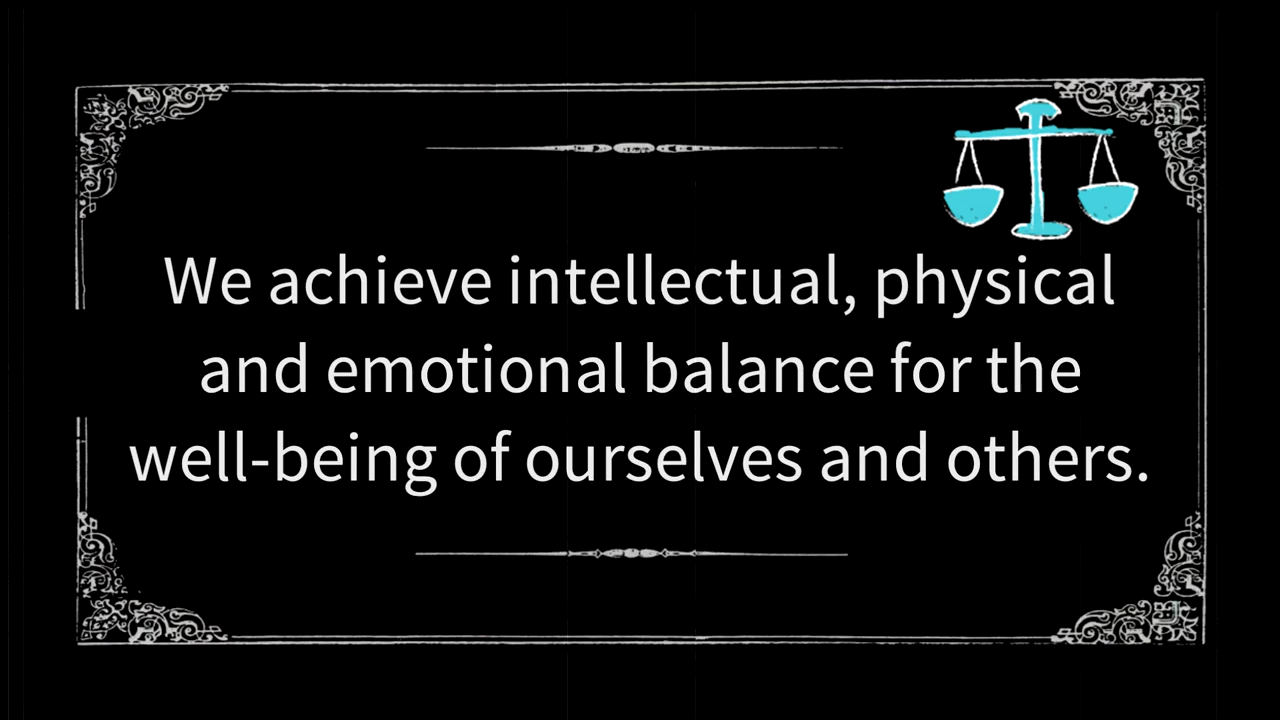 We achieve intellectual, physical
and emotional balance for the
well-being of ourselves and others.